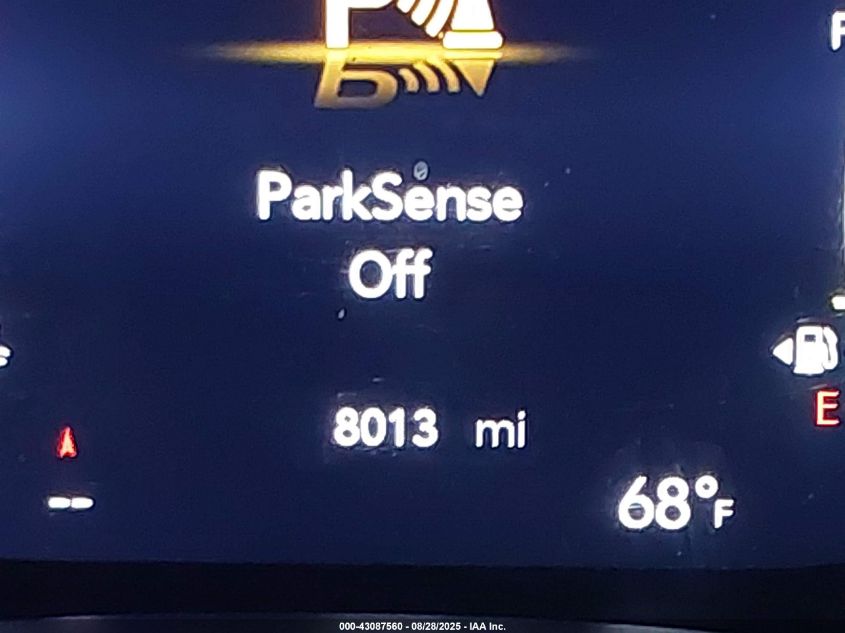 P
ParkSense
Off
8013 mi
E
--
68°F
000-43087560 - 08/28/2025 - IAA Inc.